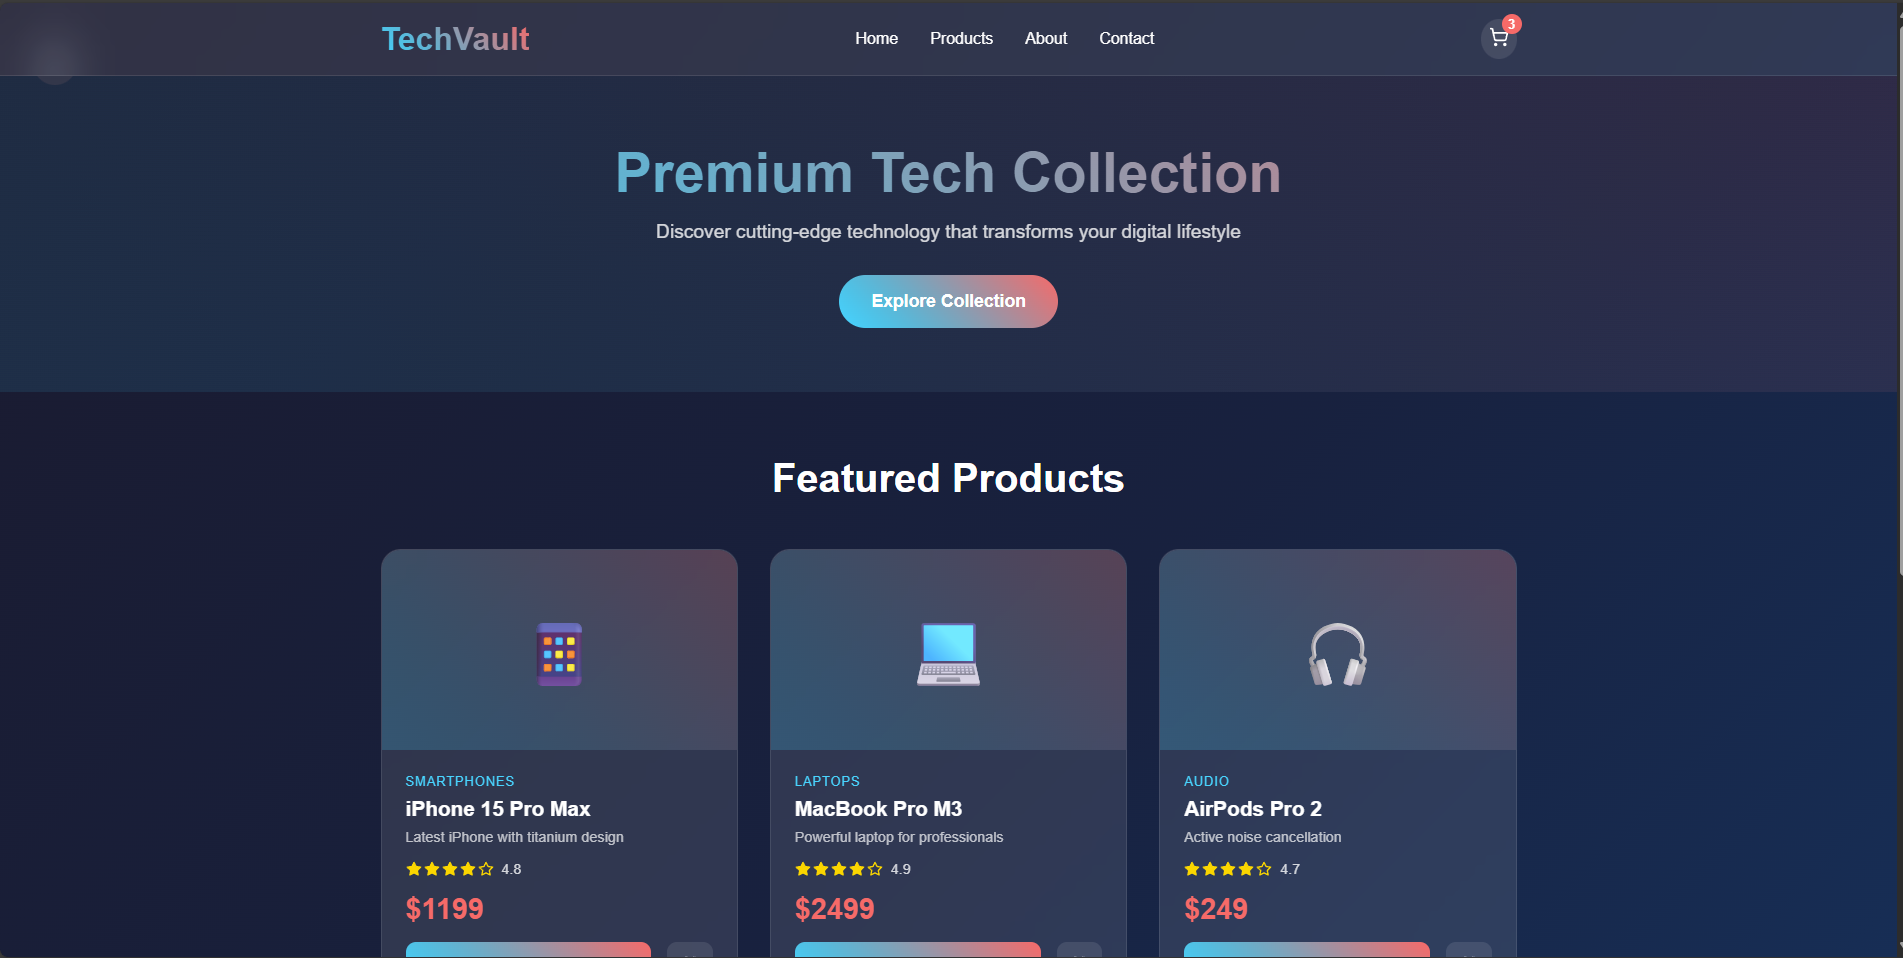 TechVault
Home
Products
About
Contact
3
Premium Tech Collection
Discover cutting-edge technology that transforms your digital lifestyle
Explore Collection
Featured Products
SMARTPHONES
iPhone 15 Pro Max
Latest iPhone with titanium design
4.8
$1199
LAPTOPS
MacBook Pro M3
Powerful laptop for professionals
4.9
$2499
AUDIO
AirPods Pro 2
Active noise cancellation
4.7
$249